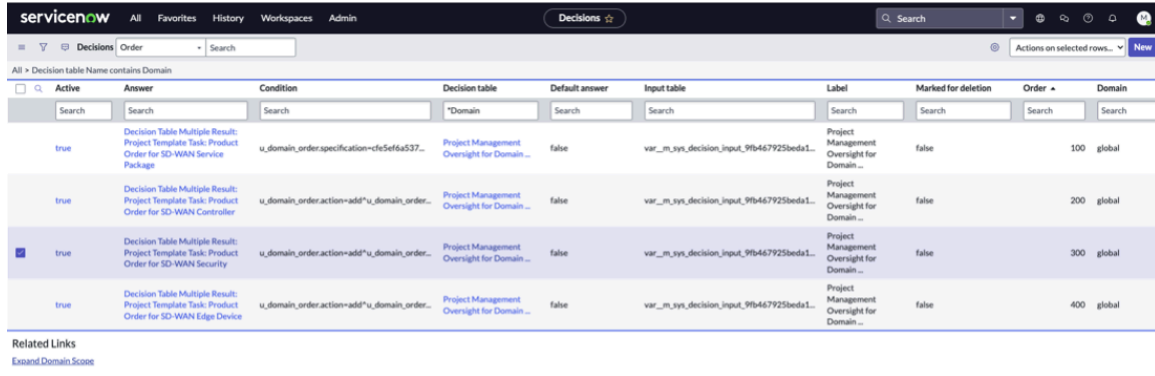 servicenow All Favorites History Workspaces Admin Decisions ☆ Search M
Decisions Order Search Actions on selected rows... New
All > Decision table Name contains Domain
Active Answer Condition Decision table Default answer Input table Label Marked for deletion Order ▲ Domain
Search Search Search *Domain Search Search Search Search Search Search
Decision Table Multiple Result:
Project Template Task: Product
Order for SD-WAN Service
Package
true u_domain_order.specification=cfe5ef6a537...
Project Management
Oversight for Domain ...
false var__m_sys_decision_input_9fb467925beda1...
Project
Management
Oversight for
Domain ...
false 100 global
Decision Table Multiple Result:
Project Template Task: Product
Order for SD-WAN Controller
true u_domain_order.action=add^u_domain_order...
Project Management
Oversight for Domain ...
false var__m_sys_decision_input_9fb467925beda1...
Project
Management
Oversight for
Domain ...
false 200 global
Decision Table Multiple Result:
Project Template Task: Product
Order for SD-WAN Security
true u_domain_order.action=add^u_domain_order...
Project Management
Oversight for Domain ...
false var__m_sys_decision_input_9fb467925beda1...
Project
Management
Oversight for
Domain ...
false 300 global
Decision Table Multiple Result:
Project Template Task: Product
Order for SD-WAN Edge Device
true u_domain_order.action=add^u_domain_order...
Project Management
Oversight for Domain ...
false var__m_sys_decision_input_9fb467925beda1...
Project
Management
Oversight for
Domain ...
false 400 global
Related Links
Expand Domain Scope